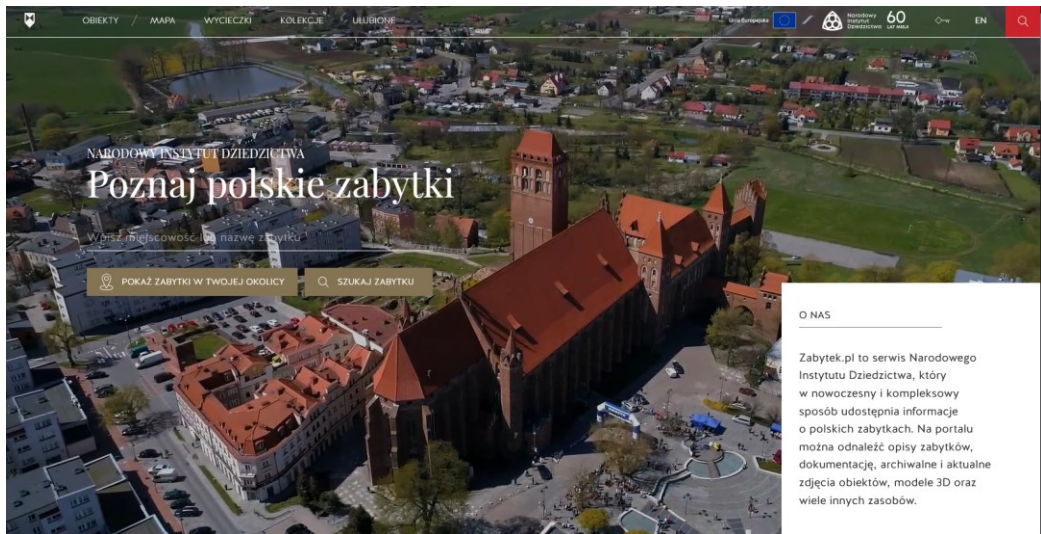 OBIEKTY / MAPA WYCIECZKI KOLEKCJE ULUBIONE Unia Europejska Narodowy Instytut Dziedzictwa 60 LAT MEŁA EN
NARODOWY INSTYTUT DZIEDZICTWA
Poznaj polskie zabytki
Wpisz miejscowość lub nazwę zabytku
POKAŻ ZABYTKI W TWOJEJ OKOLICY SZUKAJ ZABYTKU
O NAS
Zabytek.pl to serwis Narodowego
Instytutu Dziedzictwa, który
w nowoczesny i kompleksowy
sposób udostępnia informacje
o polskich zabytkach. Na portalu
można odnaleźć opisy zabytków,
dokumentację, archiwalne i aktualne
zdjęcia obiektów, modele 3D oraz
wiele innych zasobów.